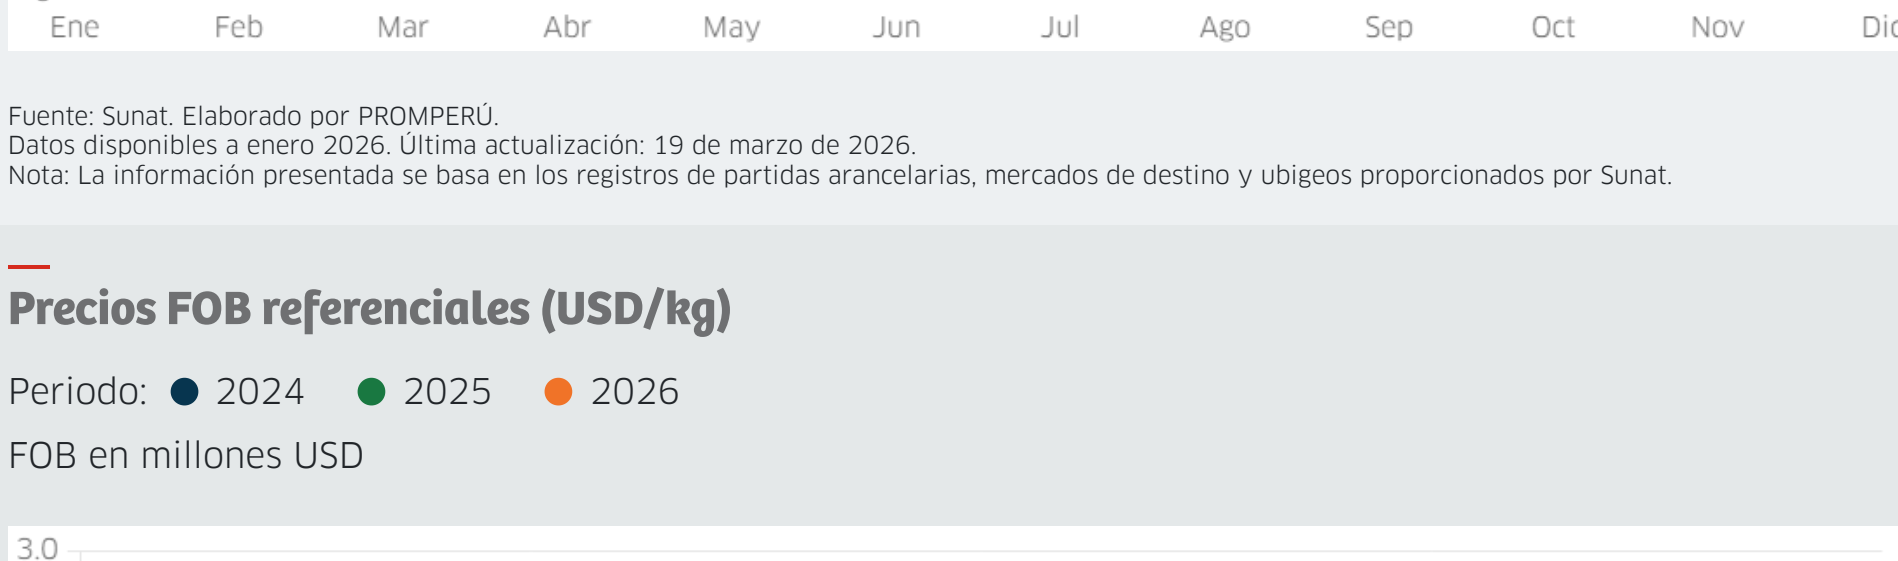 Ene Feb Mar Abr May Jun Jul Ago Sep Oct Nov
Fuente: Sunat. Elaborado por PROMPERÚ.
Datos disponibles a enero 2026. Última actualización: 19 de marzo de 2026.
Nota: La información presentada se basa en los registros de partidas arancelarias, mercados de destino y ubigeos proporcionados por Sunat.
Precios FOB referenciales (USD/kg)
Periodo: 2024 2025 2026
FOB en millones USD
3.0